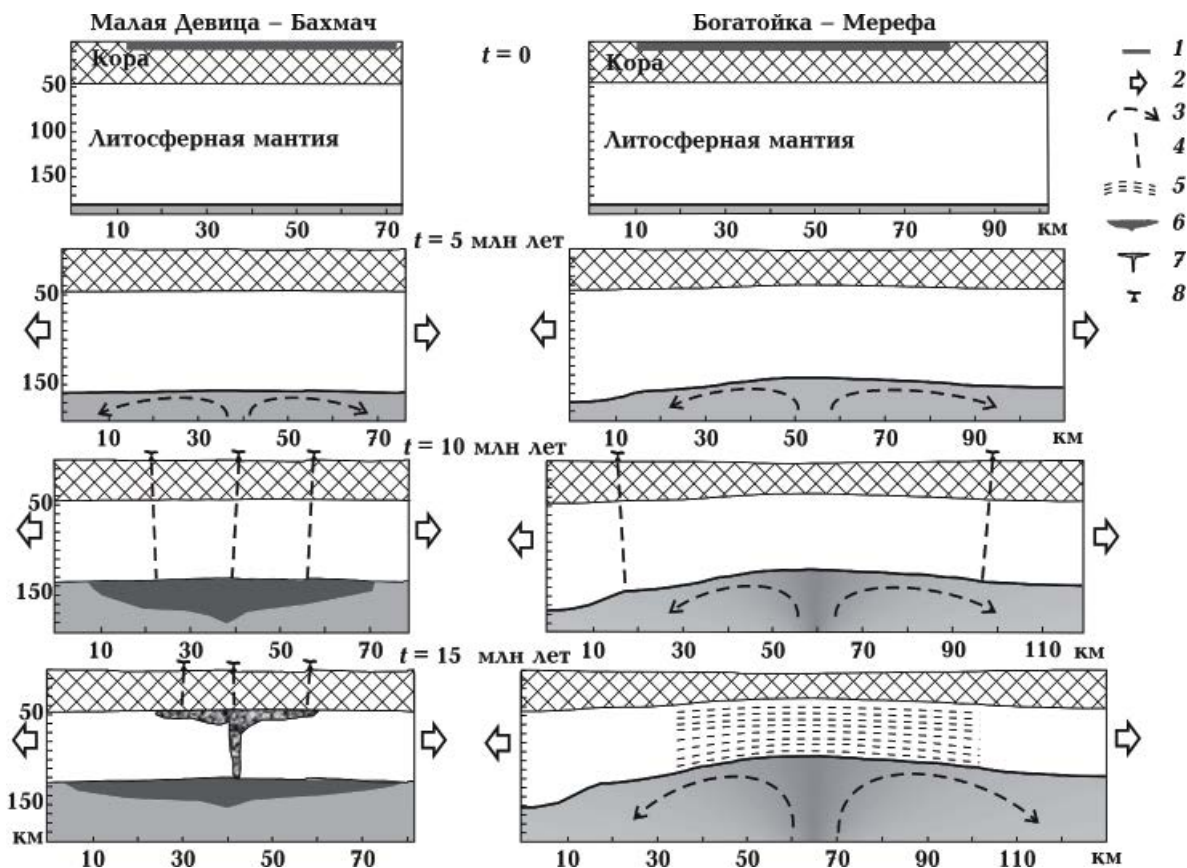 Малая Девица – Бахмач
Богатойка – Мерефа
t = 0
Кора
50
100
Литосферная мантия
150
10 30 50 70
Кора
Литосферная мантия
10 30 50 70 90 км
1
2
3
4
5
6
7
8
t = 5 млн лет
50
150
10 30 50 70
10 30 50 70 90 км
t = 10 млн лет
50
150
10 30 50 70
10 30 50 70 90 110 км
t = 15 млн лет
50
150
км
10 30 50 70
10 30 50 70 90 110 км